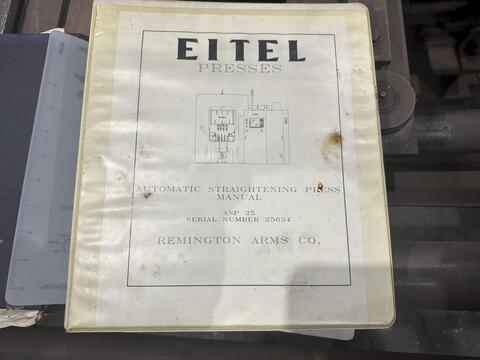 EITEL
PRESSES
AUTOMATIC STRAIGHTENING PRESS
MANUAL
ASP 25
SERIAL NUMBER 25624
REMINGTON ARMS CO.